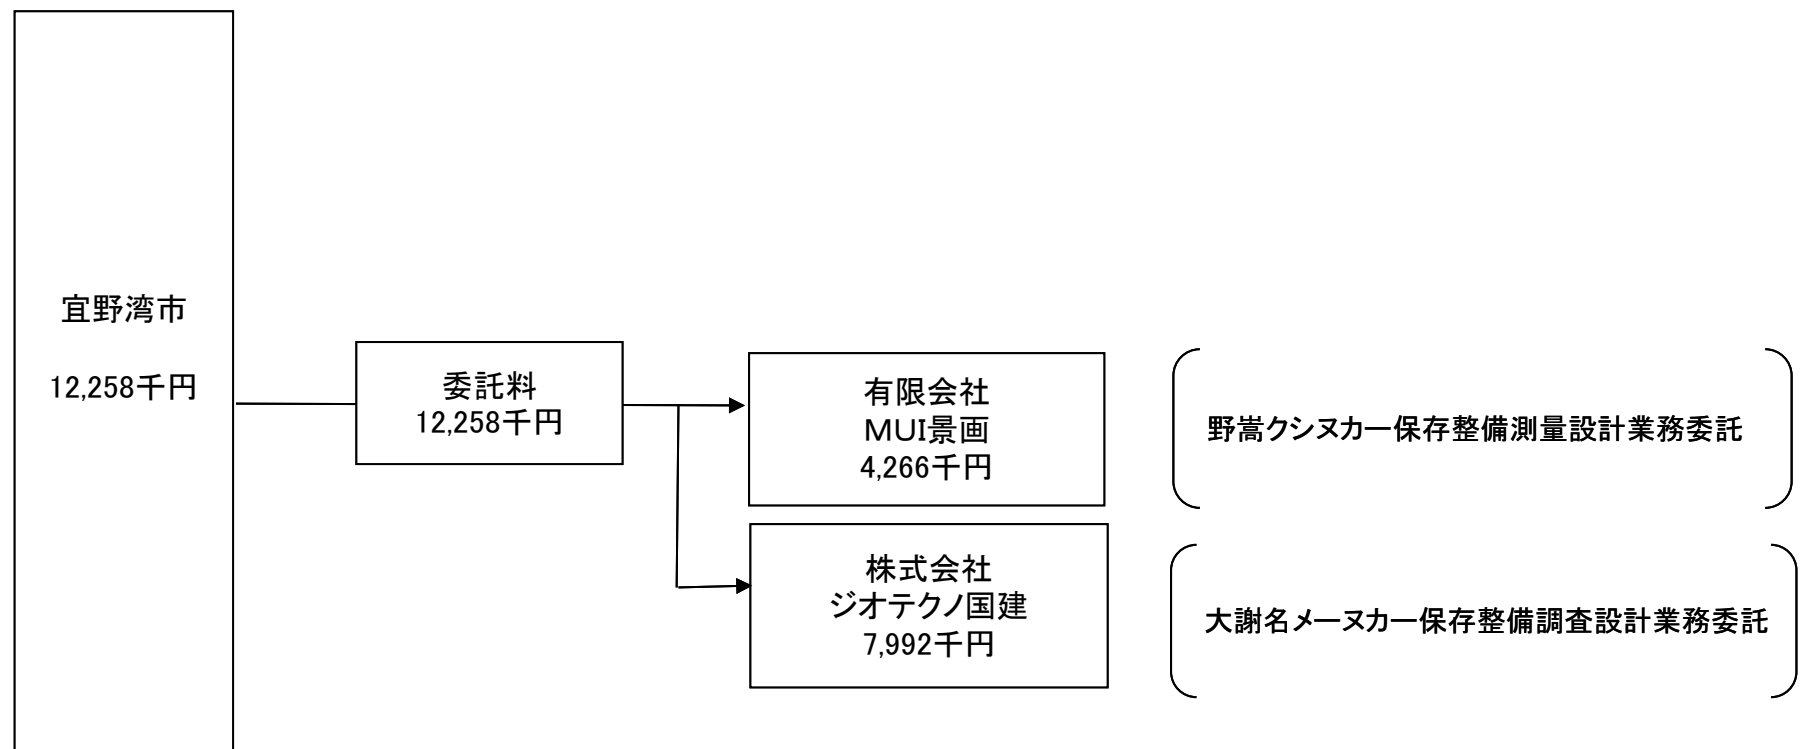 宜野湾市
12,258千円
委託料
12,258千円
有限会社
MUI景画
4,266千円
野嵩クシヌカー保存整備測量設計業務委託
株式会社
ジオテクノ国建
7,992千円
大謝名メーヌカー保存整備調査設計業務委託